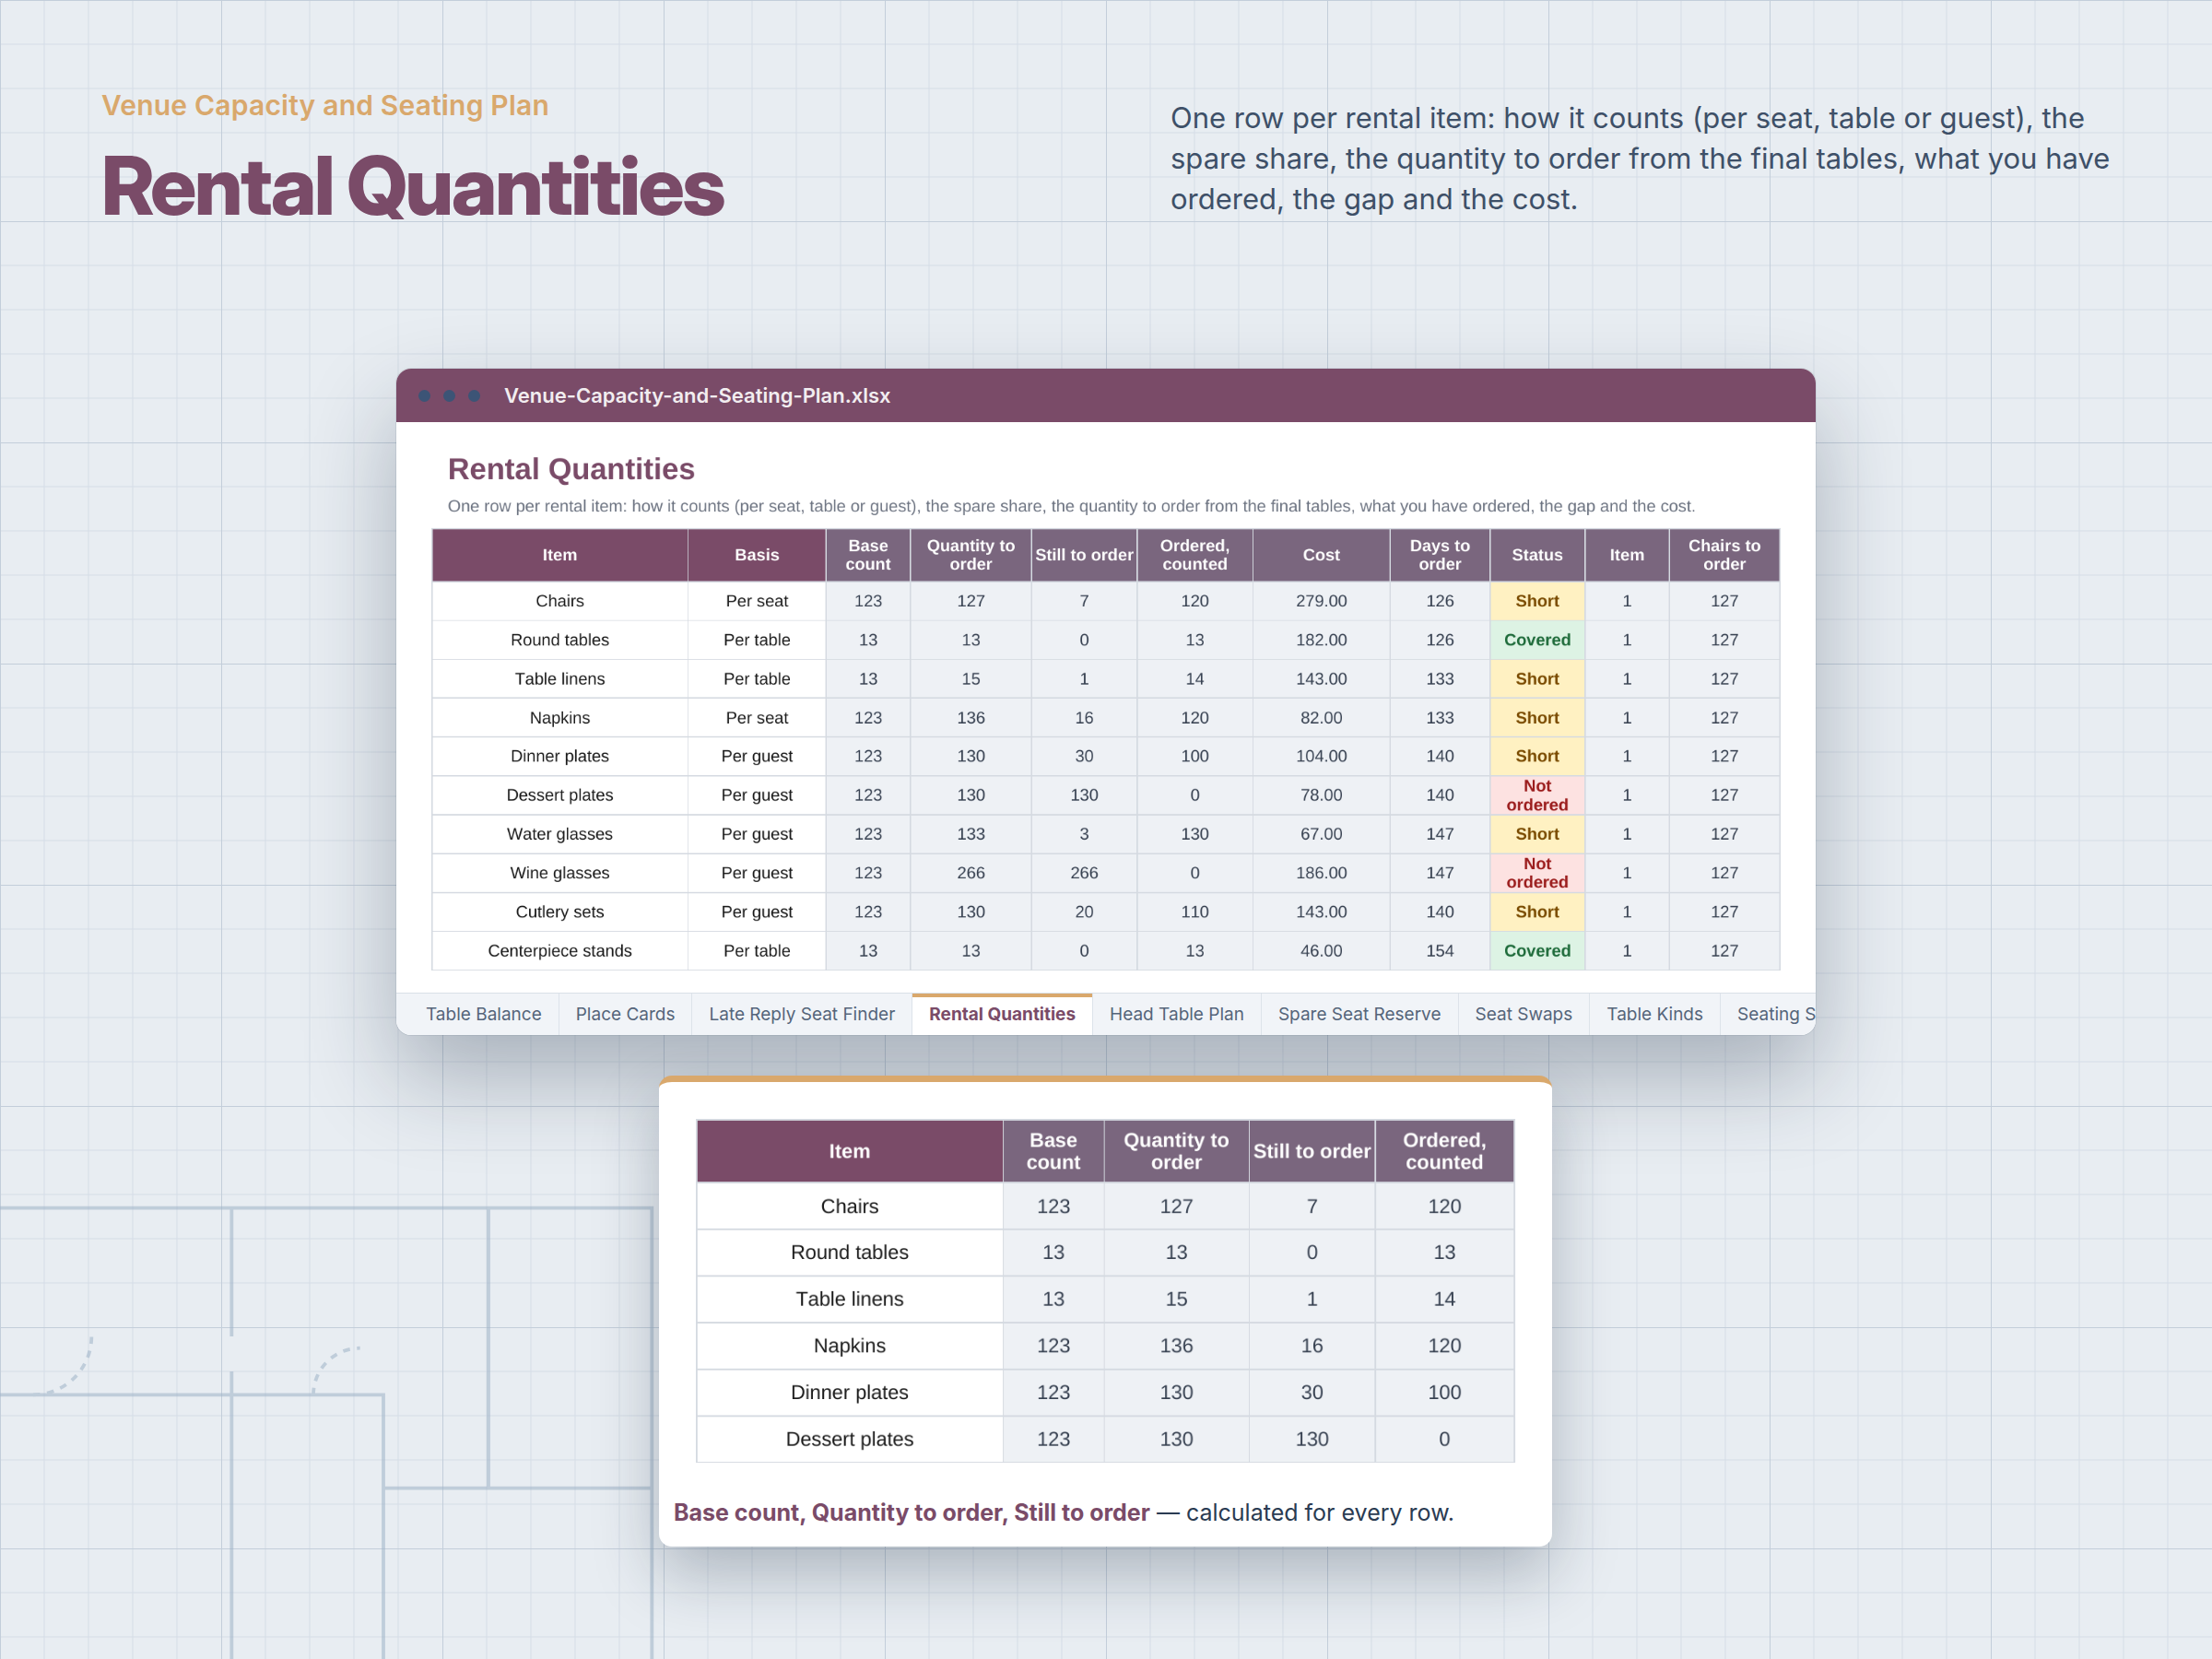 Venue Capacity and Seating Plan
Rental Quantities
One row per rental item: how it counts (per seat, table or guest), the
spare share, the quantity to order from the final tables, what you have
ordered, the gap and the cost.
Venue-Capacity-and-Seating-Plan.xlsx
Rental Quantities
One row per rental item: how it counts (per seat, table or guest), the spare share, the quantity to order from the final tables, what you have ordered, the gap and the cost.
Item Basis Base count Quantity to order Still to order Ordered, counted Cost Days to order Status Item Chairs to order
Chairs Per seat 123 127 7 120 279.00 126 Short 1 127
Round tables Per table 13 13 0 13 182.00 126 Covered 1 127
Table linens Per table 13 15 1 14 143.00 133 Short 1 127
Napkins Per seat 123 136 16 120 82.00 133 Short 1 127
Dinner plates Per guest 123 130 30 100 104.00 140 Short 1 127
Dessert plates Per guest 123 130 130 0 78.00 140 Not ordered 1 127
Water glasses Per guest 123 133 3 130 67.00 147 Short 1 127
Wine glasses Per guest 123 266 266 0 186.00 147 Not ordered 1 127
Cutlery sets Per guest 123 130 20 110 143.00 140 Short 1 127
Centerpiece stands Per table 13 13 0 13 46.00 154 Covered 1 127
Table Balance Place Cards Late Reply Seat Finder Rental Quantities Head Table Plan Spare Seat Reserve Seat Swaps Table Kinds Seating S
Item Base count Quantity to order Still to order Ordered, counted
Chairs 123 127 7 120
Round tables 13 13 0 13
Table linens 13 15 1 14
Napkins 123 136 16 120
Dinner plates 123 130 30 100
Dessert plates 123 130 130 0
Base count, Quantity to order, Still to order — calculated for every row.